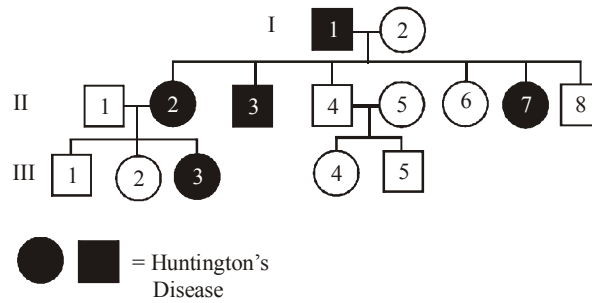 I 1 2
II 1 2 3 4 5 6 7 8
III 1 2 3 4 5
= Huntington's
Disease